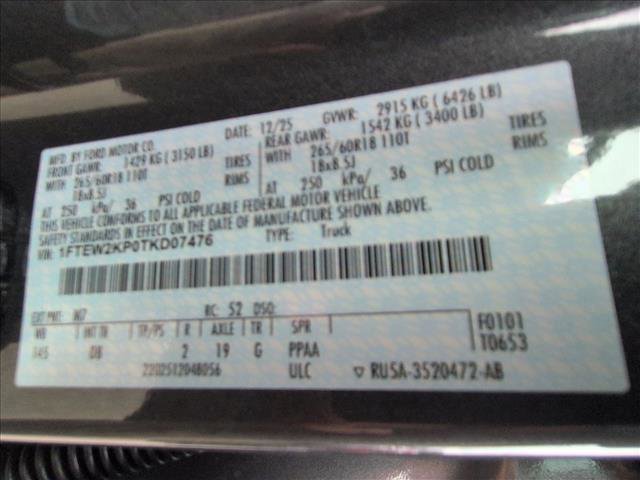 MFD. BY FORD MOTOR CO.
DATE: 12/25 GVWR: 2915 KG ( 6426 LB)
FRONT GAWR: 1429 KG ( 3150 LB) REAR GAWR: 1542 KG ( 3400 LB)
WITH 265/60R18 110T TIRES WITH 265/60R18 110T TIRES
18x8.5J RIMS 18x8.5J RIMS
AT 250 kPa/ 36 PSI COLD AT 250 kPa/ 36 PSI COLD
THIS VEHICLE CONFORMS TO ALL APPLICABLE FEDERAL MOTOR VEHICLE
SAFETY STANDARDS IN EFFECT ON THE DATE OF MANUFACTURE SHOWN ABOVE.
VIN: 1FTEW2KP0TKD07476
EXT PNT: M7 RC: 52 DSO: F0101
WB INT TR TP/PS R AXLE TR SPR T0653
145 DB 2 19 G PPAA
2202512048056 ULC ▽ RU5A-3520472-AB